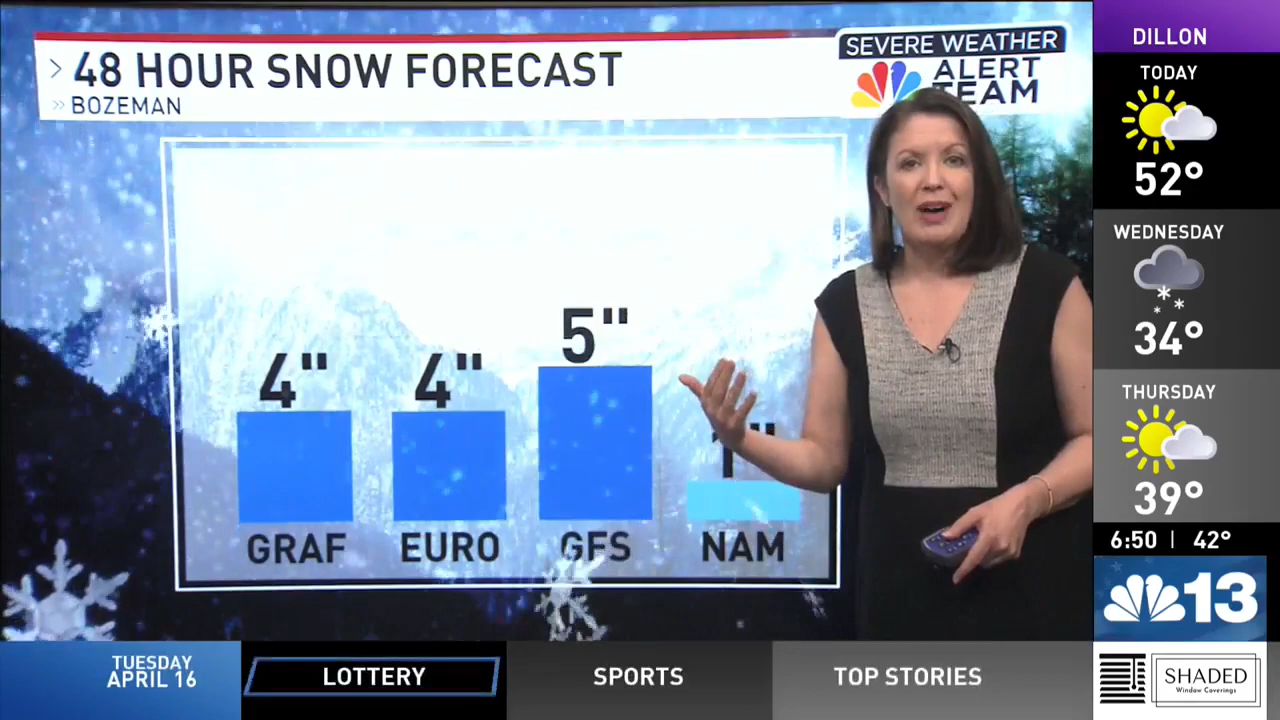 > 48 HOUR SNOW FORECAST
» BOZEMAN
SEVERE WEATHER
ALERT
TEAM
4"
4"
5"
1"
GRAF
EURO
GFS
NAM
DILLON
TODAY
52°
WEDNESDAY
34°
THURSDAY
39°
6:50 | 42°
13
TUESDAY
APRIL 16
LOTTERY
SPORTS
TOP STORIES
SHADED
Window Coverings